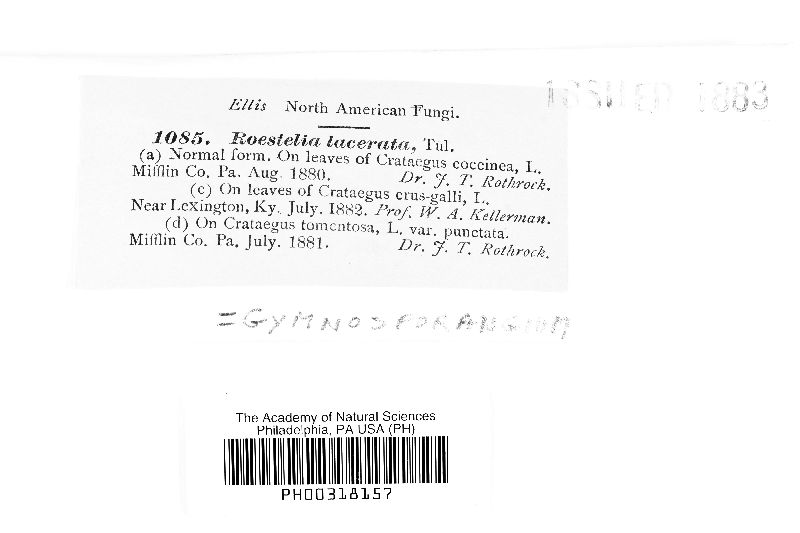 ISSUED 1883
Ellis North American Fungi.
1085. Roestelia lacerata, Tul.
(a) Normal form. On leaves of Crataegus coccinea, L.
Mifflin Co. Pa. Aug. 1880. Dr. J. T. Rothrock.
(c) On leaves of Crataegus crus-galli, L.
Near Lexington, Ky. July. 1882. Prof. W. A. Kellerman.
(d) On Crataegus tomentosa, L. var. punctata.
Mifflin Co. Pa. July. 1881. Dr. J. T. Rothrock.
=GYMNOSPORANGIUM
The Academy of Natural Sciences
Philadelphia, PA USA (PH)
PH00318157